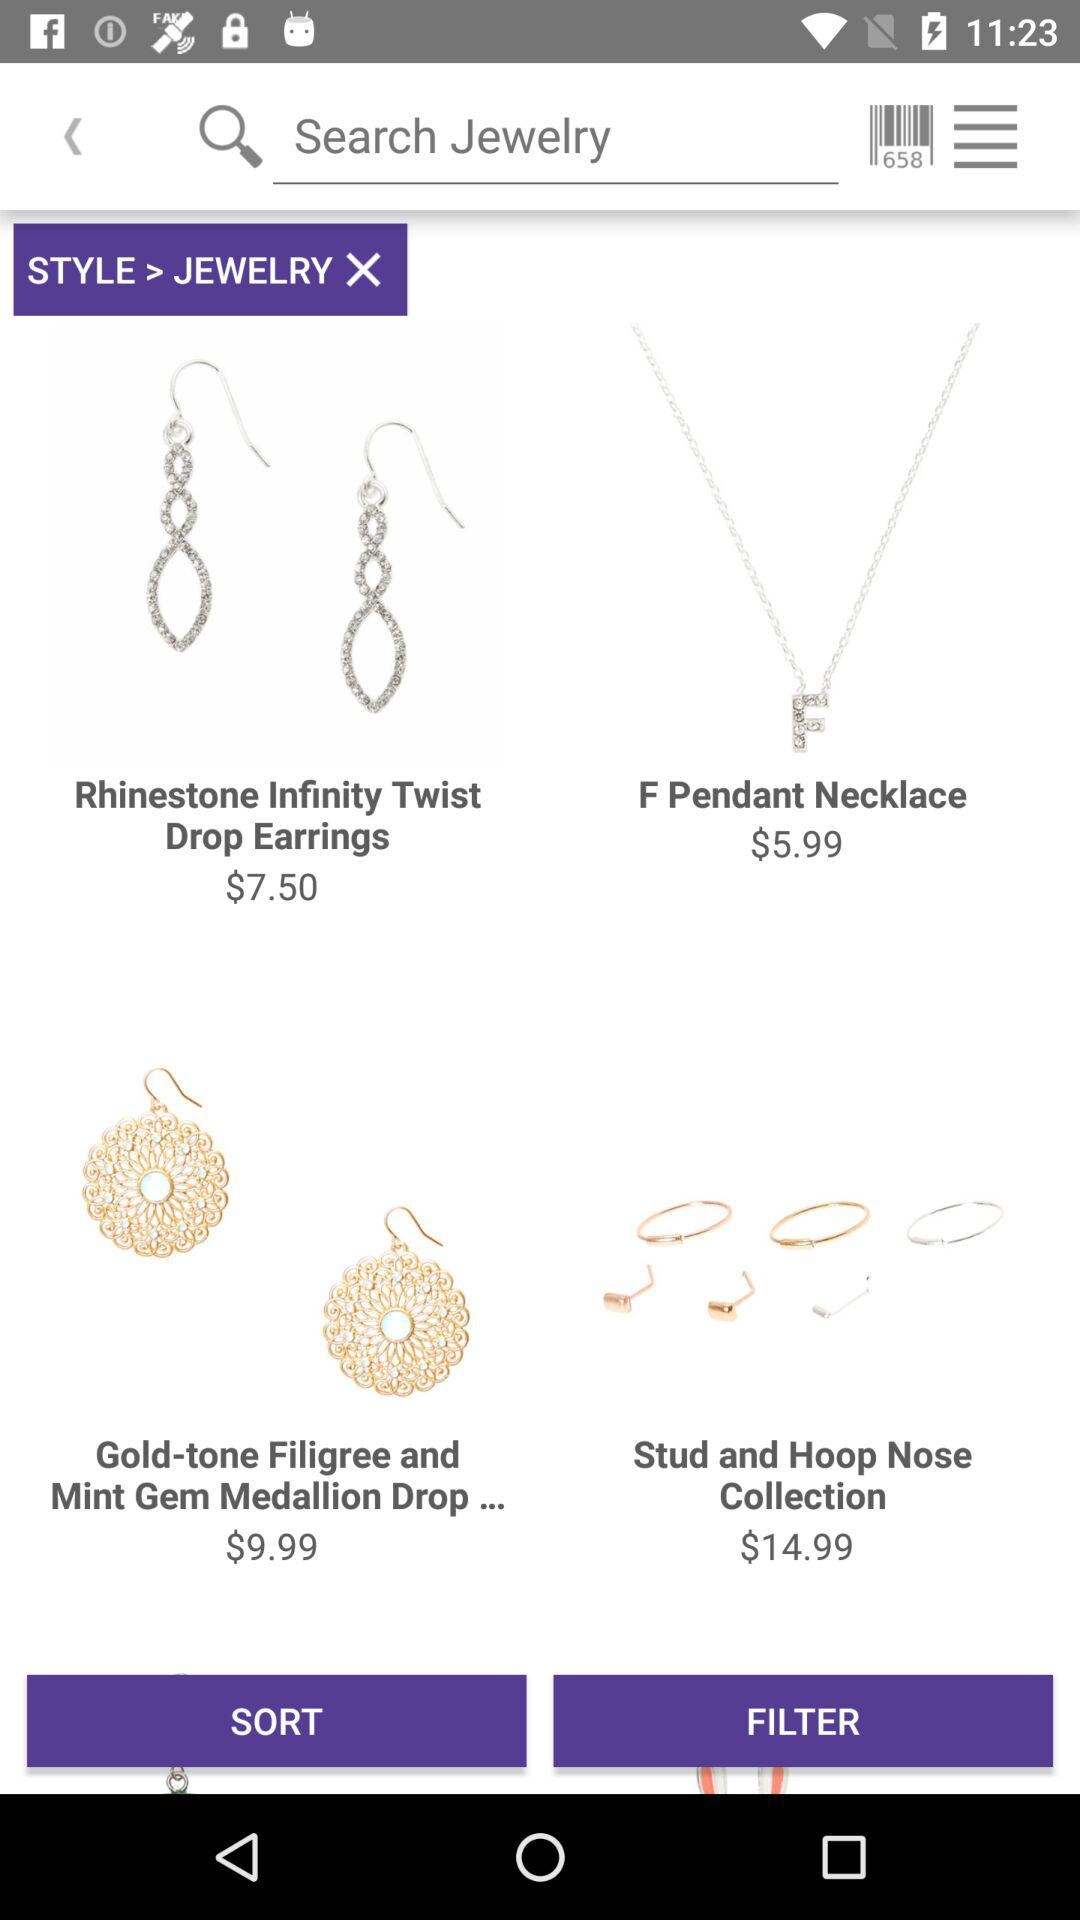 FAKE
11:23
Search Jewelry
658
STYLE > JEWELRY
Rhinestone Infinity Twist
Drop Earrings
$7.50
F Pendant Necklace
$5.99
Gold-tone Filigree and
Mint Gem Medallion Drop ...
$9.99
Stud and Hoop Nose
Collection
$14.99
SORT
FILTER